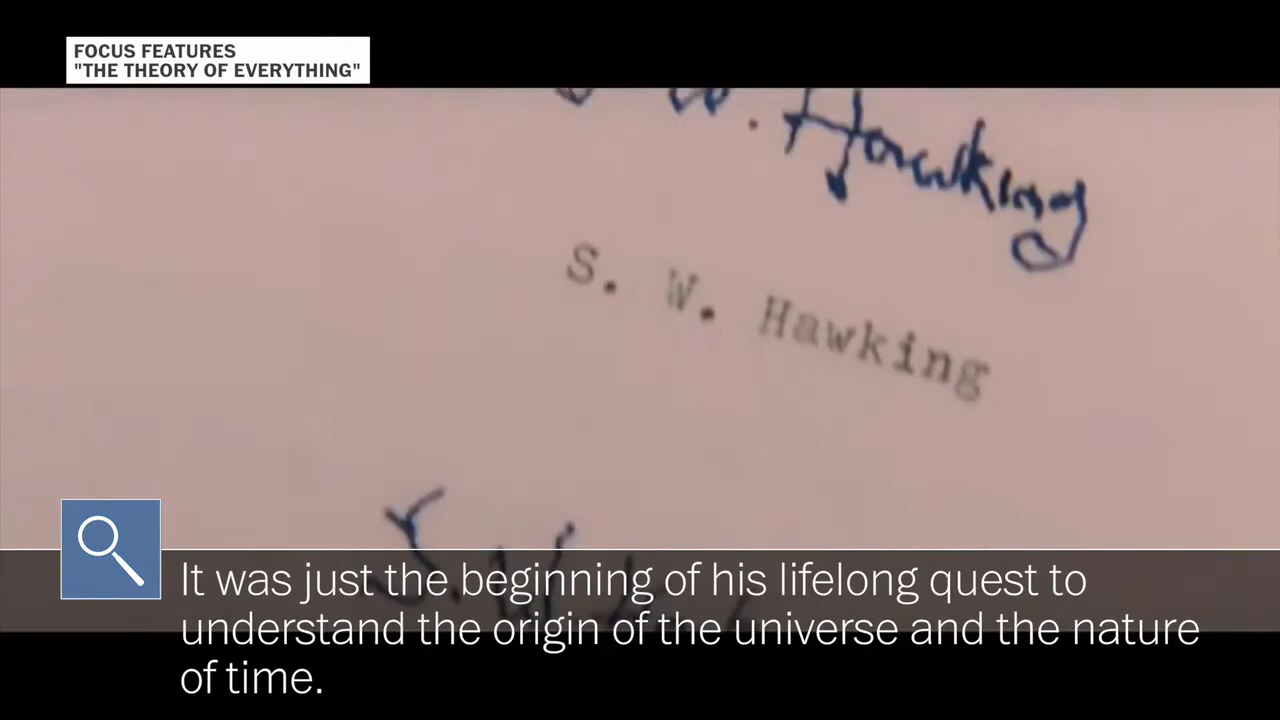 FOCUS FEATURES
"THE THEORY OF EVERYTHING"
W. Hawking
S. W. Hawking
S. W.
It was just the beginning of his lifelong quest to
understand the origin of the universe and the nature
of time.